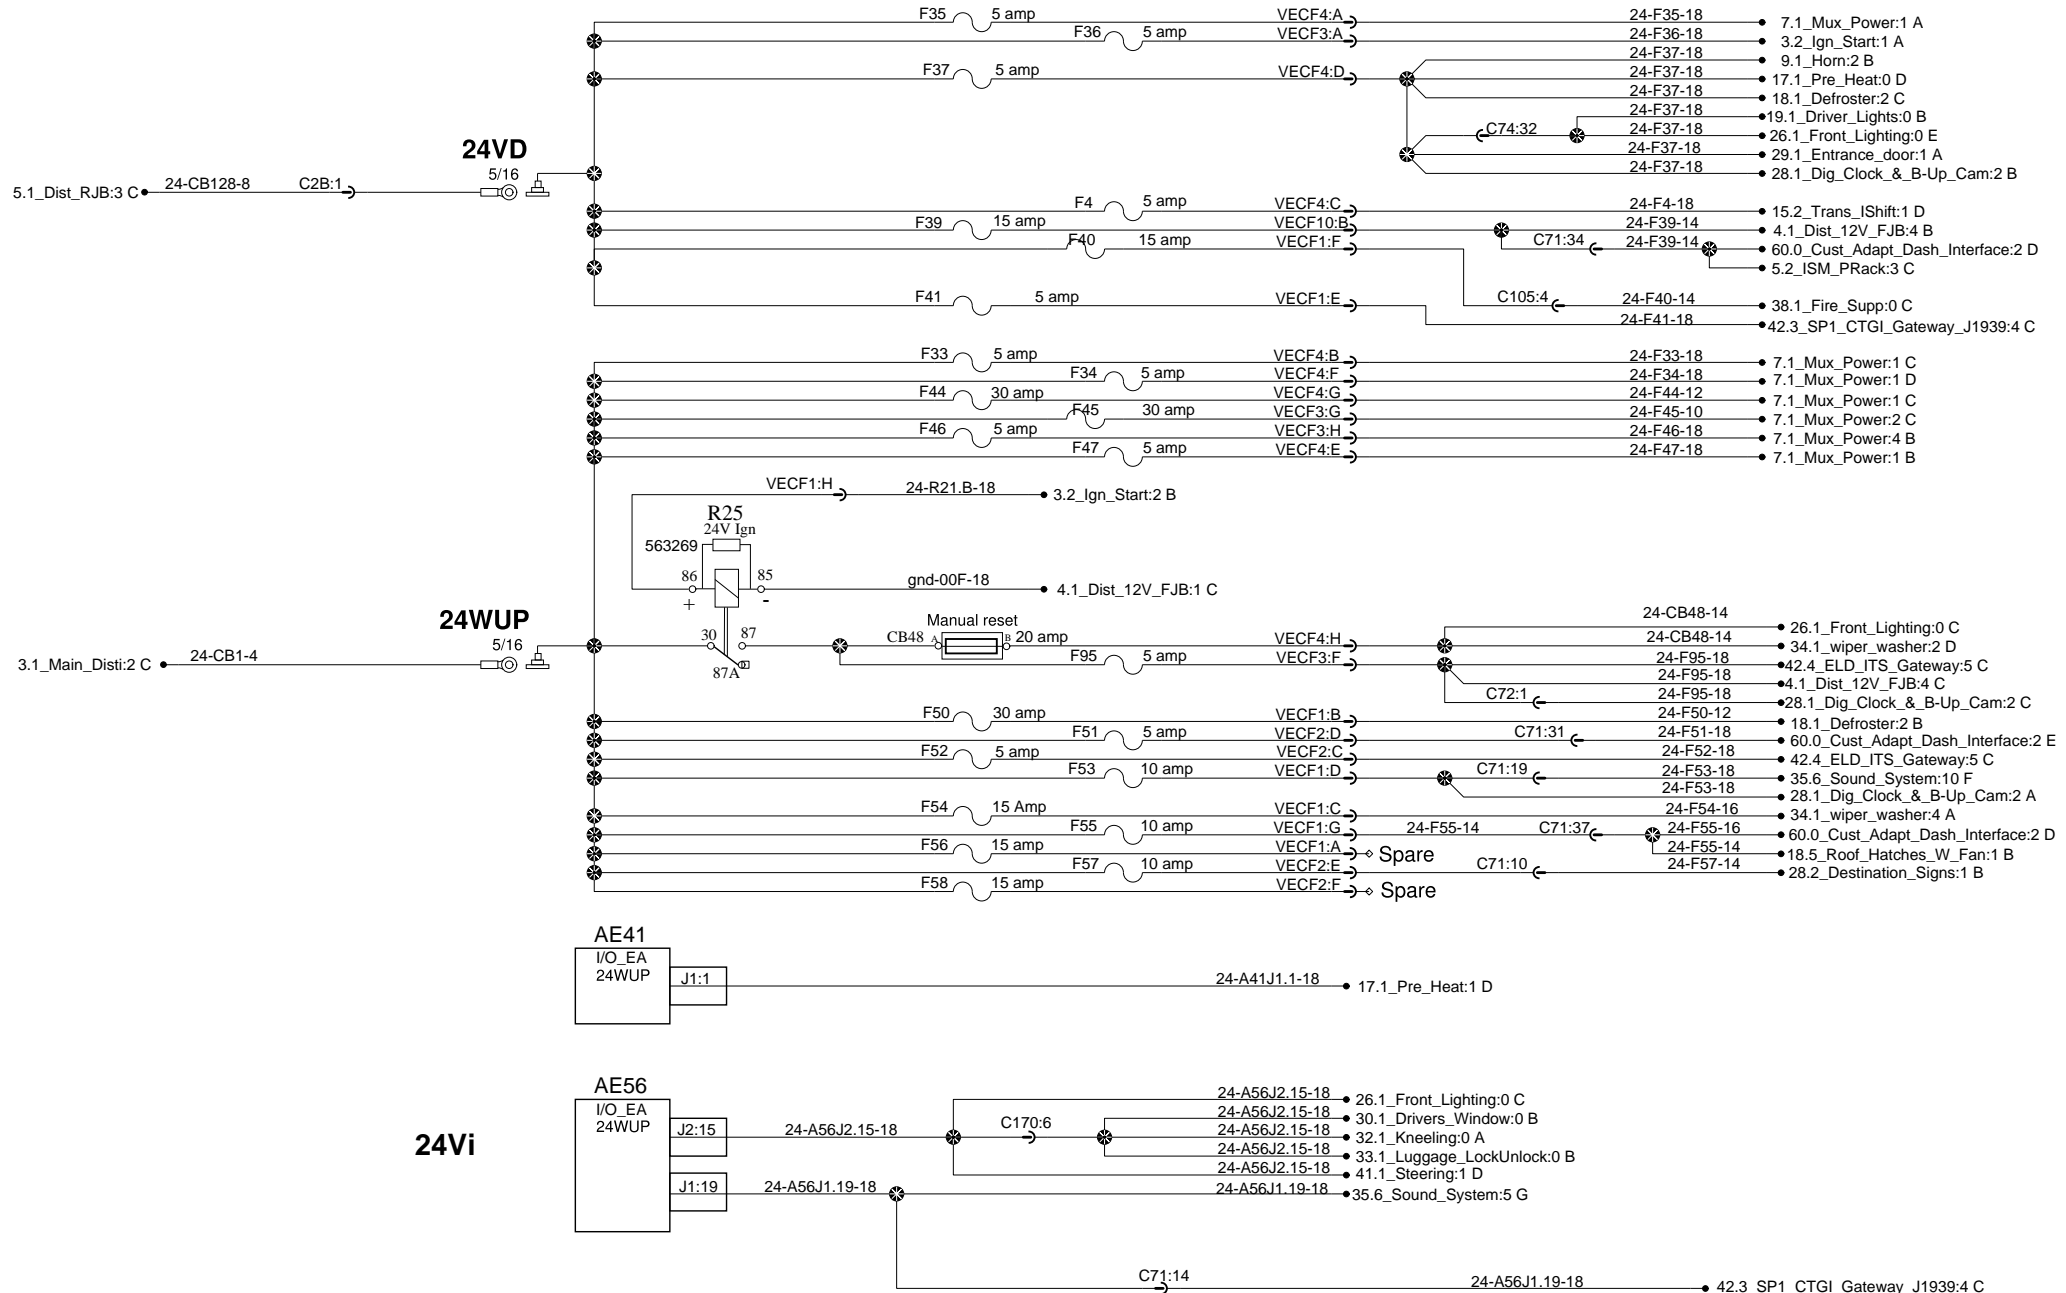 F35 5 amp VECF4:A 24-F35-18 7.1_Mux_Power:1 A
F36 5 amp VECF3:A 24-F36-18 3.2_Ign_Start:1 A
24-F37-18 9.1_Horn:2 B
F37 5 amp VECF4:D 24-F37-18 17.1_Pre_Heat:0 D
24-F37-18 18.1_Defroster:2 C
24-F37-18 19.1_Driver_Lights:0 B
C74:32 24-F37-18 26.1_Front_Lighting:0 E
24VD 24-F37-18 29.1_Entrance_door:1 A
5/16 24-F37-18 28.1_Dig_Clock_&_B-Up_Cam:2 B
5.1_Dist_RJB:3 C 24-CB128-8 C2B:1
F4 5 amp VECF4:C 24-F4-18 15.2_Trans_IShift:1 D
F39 15 amp VECF10:B 24-F39-14 4.1_Dist_12V_FJB:4 B
F40 15 amp VECF1:F C71:34 24-F39-14 60.0_Cust_Adapt_Dash_Interface:2 D
5.2_ISM_PRack:3 C
F41 5 amp VECF1:E C105:4 24-F40-14 38.1_Fire_Supp:0 C
24-F41-18 42.3_SP1_CTGI_Gateway_J1939:4 C
F33 5 amp VECF4:B 24-F33-18 7.1_Mux_Power:1 C
F34 5 amp VECF4:F 24-F34-18 7.1_Mux_Power:1 D
F44 30 amp VECF4:G 24-F44-12 7.1_Mux_Power:1 C
F45 30 amp VECF3:G 24-F45-10 7.1_Mux_Power:2 C
F46 5 amp VECF3:H 24-F46-18 7.1_Mux_Power:4 B
F47 5 amp VECF4:E 24-F47-18 7.1_Mux_Power:1 B
VECF1:H 24-R21.B-18 3.2_Ign_Start:2 B
R25
24V Ign
563269
86 85 gnd-00F-18 4.1_Dist_12V_FJB:1 C
+ -
24WUP Manual reset 24-CB48-14 26.1_Front_Lighting:0 C
5/16 30 87 CB48 A B 20 amp VECF4:H 24-CB48-14 34.1_wiper_washer:2 D
3.1_Main_Disti:2 C 24-CB1-4 87A F95 5 amp VECF3:F 24-F95-18 42.4_ELD_ITS_Gateway:5 C
24-F95-18 4.1_Dist_12V_FJB:4 C
C72:1 24-F95-18 28.1_Dig_Clock_&_B-Up_Cam:2 C
F50 30 amp VECF1:B 24-F50-12 18.1_Defroster:2 B
F51 5 amp VECF2:D C71:31 24-F51-18 60.0_Cust_Adapt_Dash_Interface:2 E
F52 5 amp VECF2:C 24-F52-18 42.4_ELD_ITS_Gateway:5 C
F53 10 amp VECF1:D C71:19 24-F53-18 35.6_Sound_System:10 F
24-F53-18 28.1_Dig_Clock_&_B-Up_Cam:2 A
F54 15 Amp VECF1:C 24-F54-16 34.1_wiper_washer:4 A
F55 10 amp VECF1:G 24-F55-14 C71:37 24-F55-16 60.0_Cust_Adapt_Dash_Interface:2 D
F56 15 amp VECF1:A Spare 24-F55-14 18.5_Roof_Hatches_W_Fan:1 B
F57 10 amp VECF2:E C71:10 24-F57-14 28.2_Destination_Signs:1 B
F58 15 amp VECF2:F Spare
AE41
I/O_EA
24WUP
J1:1 24-A41J1.1-18 17.1_Pre_Heat:1 D
AE56
I/O_EA
24WUP
24-A56J2.15-18 26.1_Front_Lighting:0 C
24-A56J2.15-18 30.1_Drivers_Window:0 B
24Vi J2:15 24-A56J2.15-18 C170:6 24-A56J2.15-18 32.1_Kneeling:0 A
24-A56J2.15-18 33.1_Luggage_LockUnlock:0 B
24-A56J2.15-18 41.1_Steering:1 D
J1:19 24-A56J1.19-18 24-A56J1.19-18 35.6_Sound_System:5 G
C71:14 24-A56J1.19-18 42.3_SP1_CTGI_Gateway_J1939:4 C